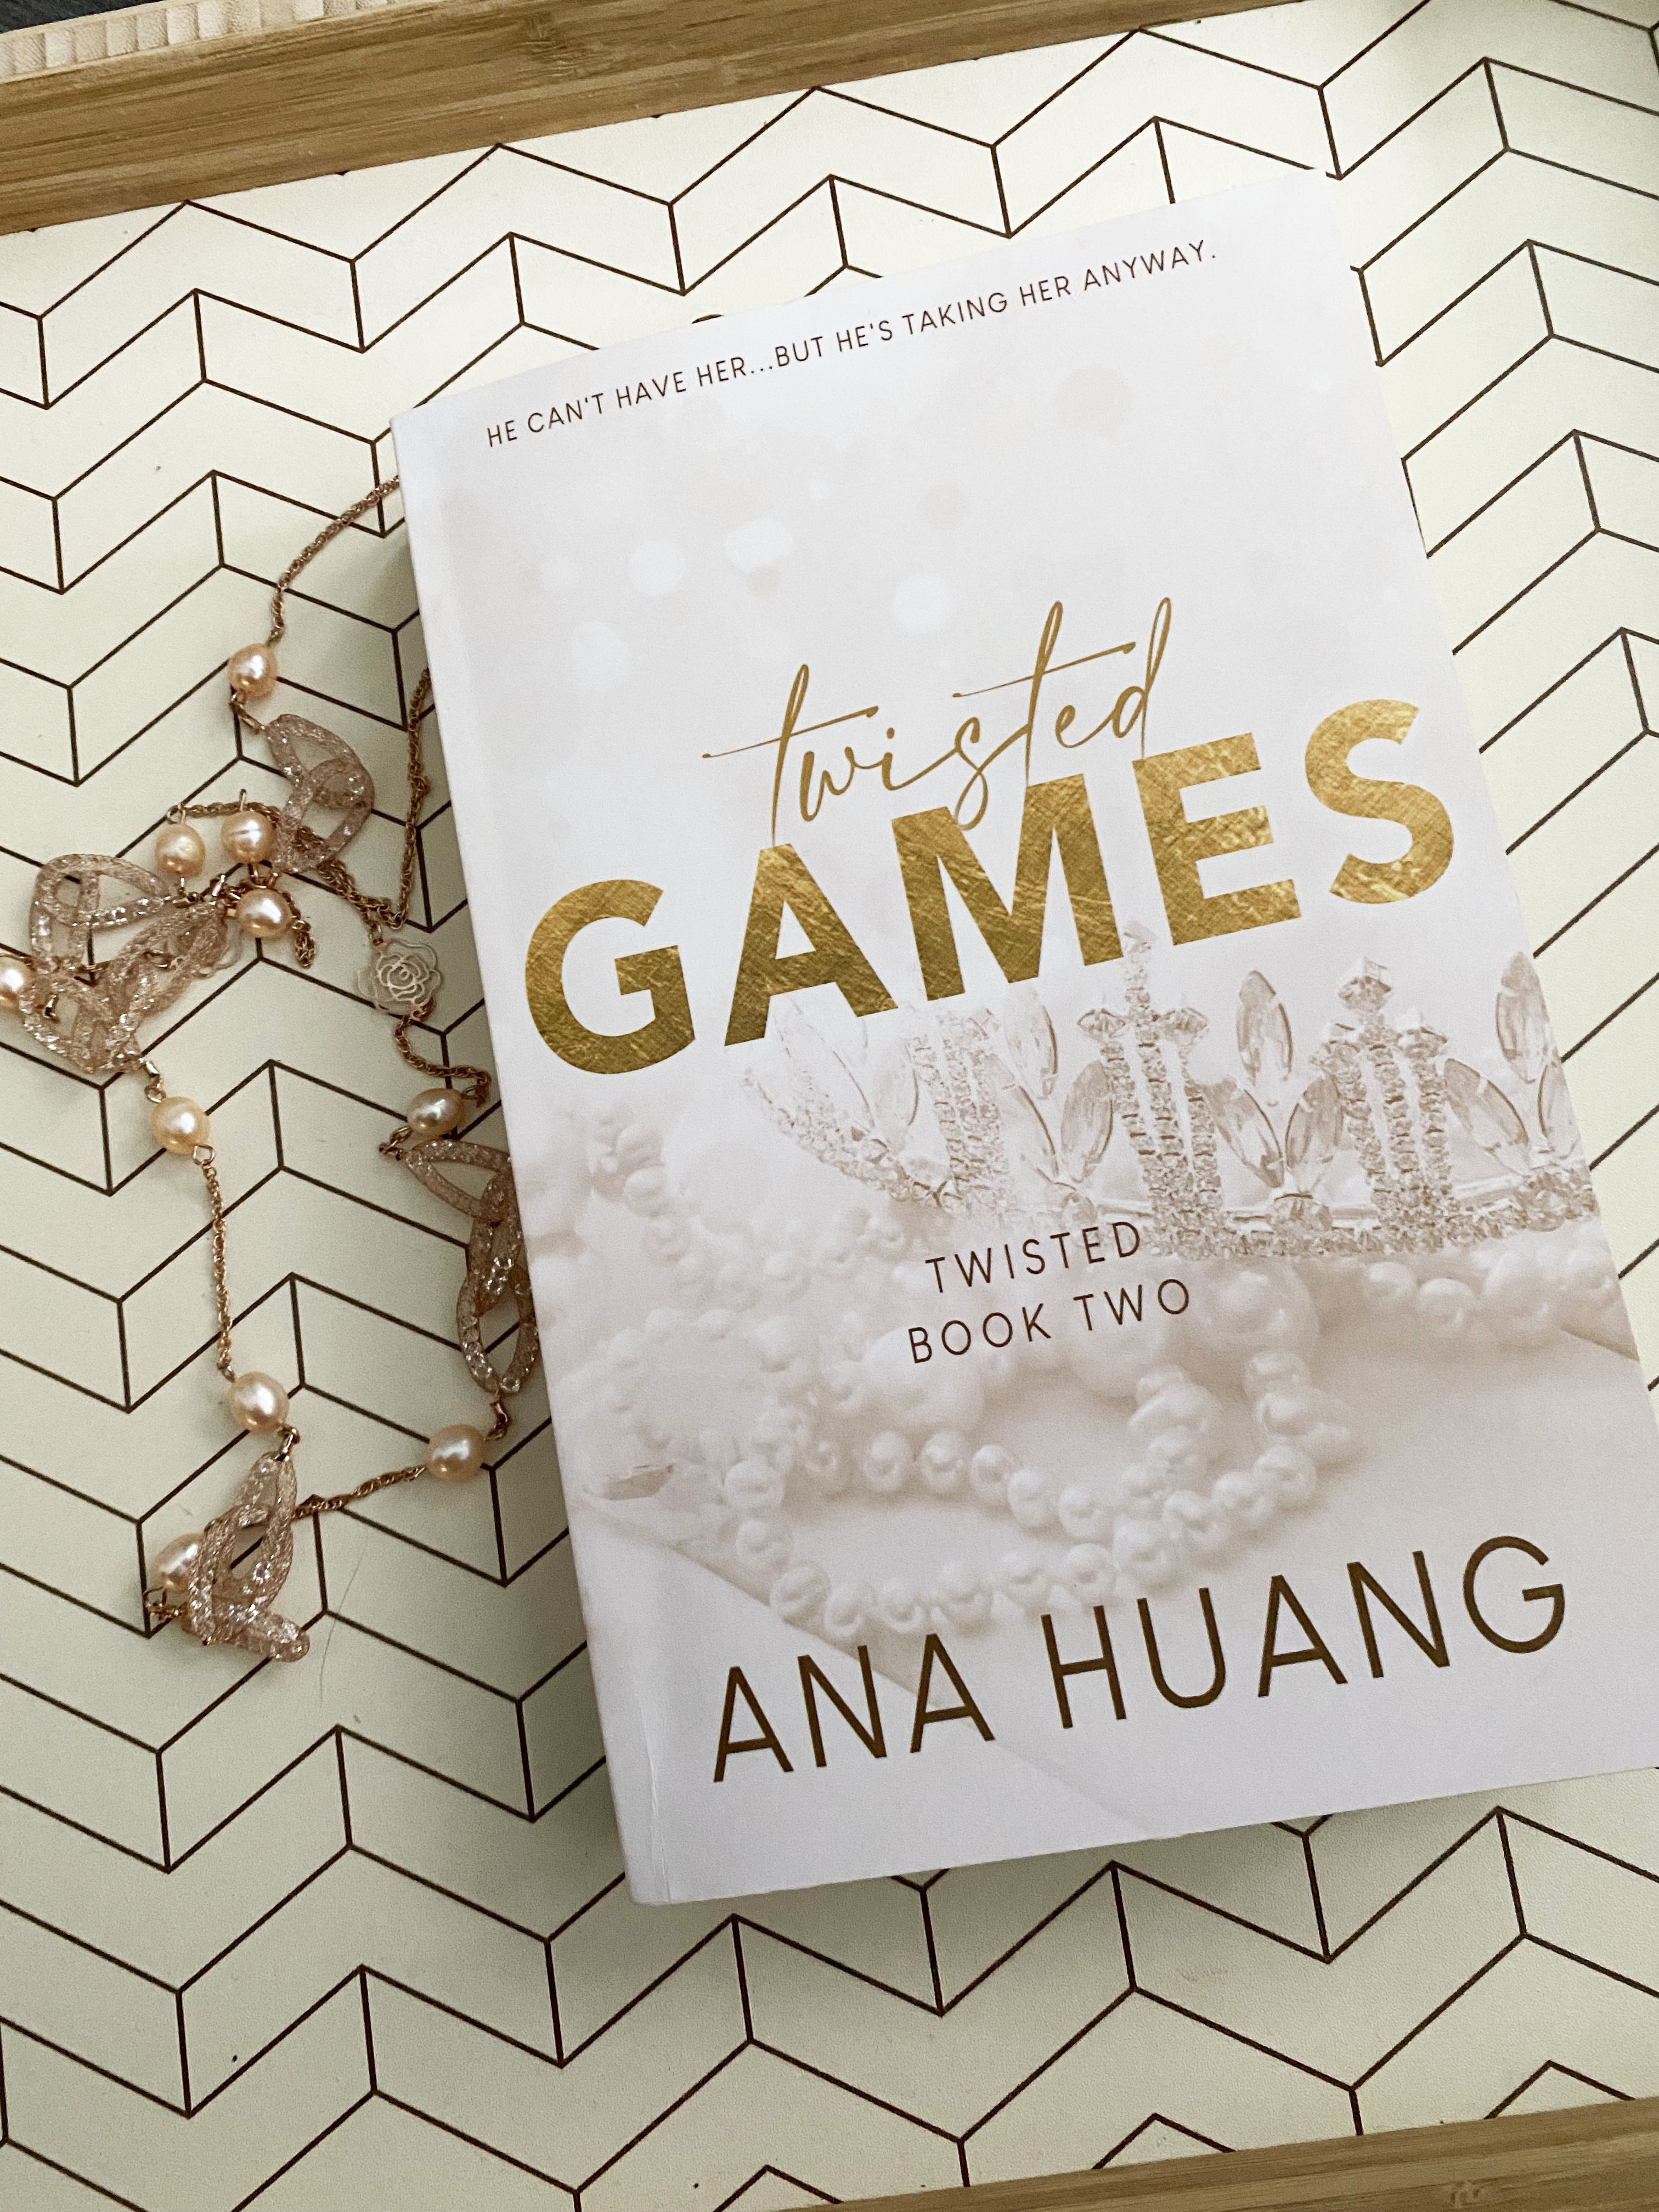 HE CAN'T HAVE HER...BUT HE'S TAKING HER ANYWAY.
twisted
GAMES
TWISTED
BOOK TWO
ANA HUANG